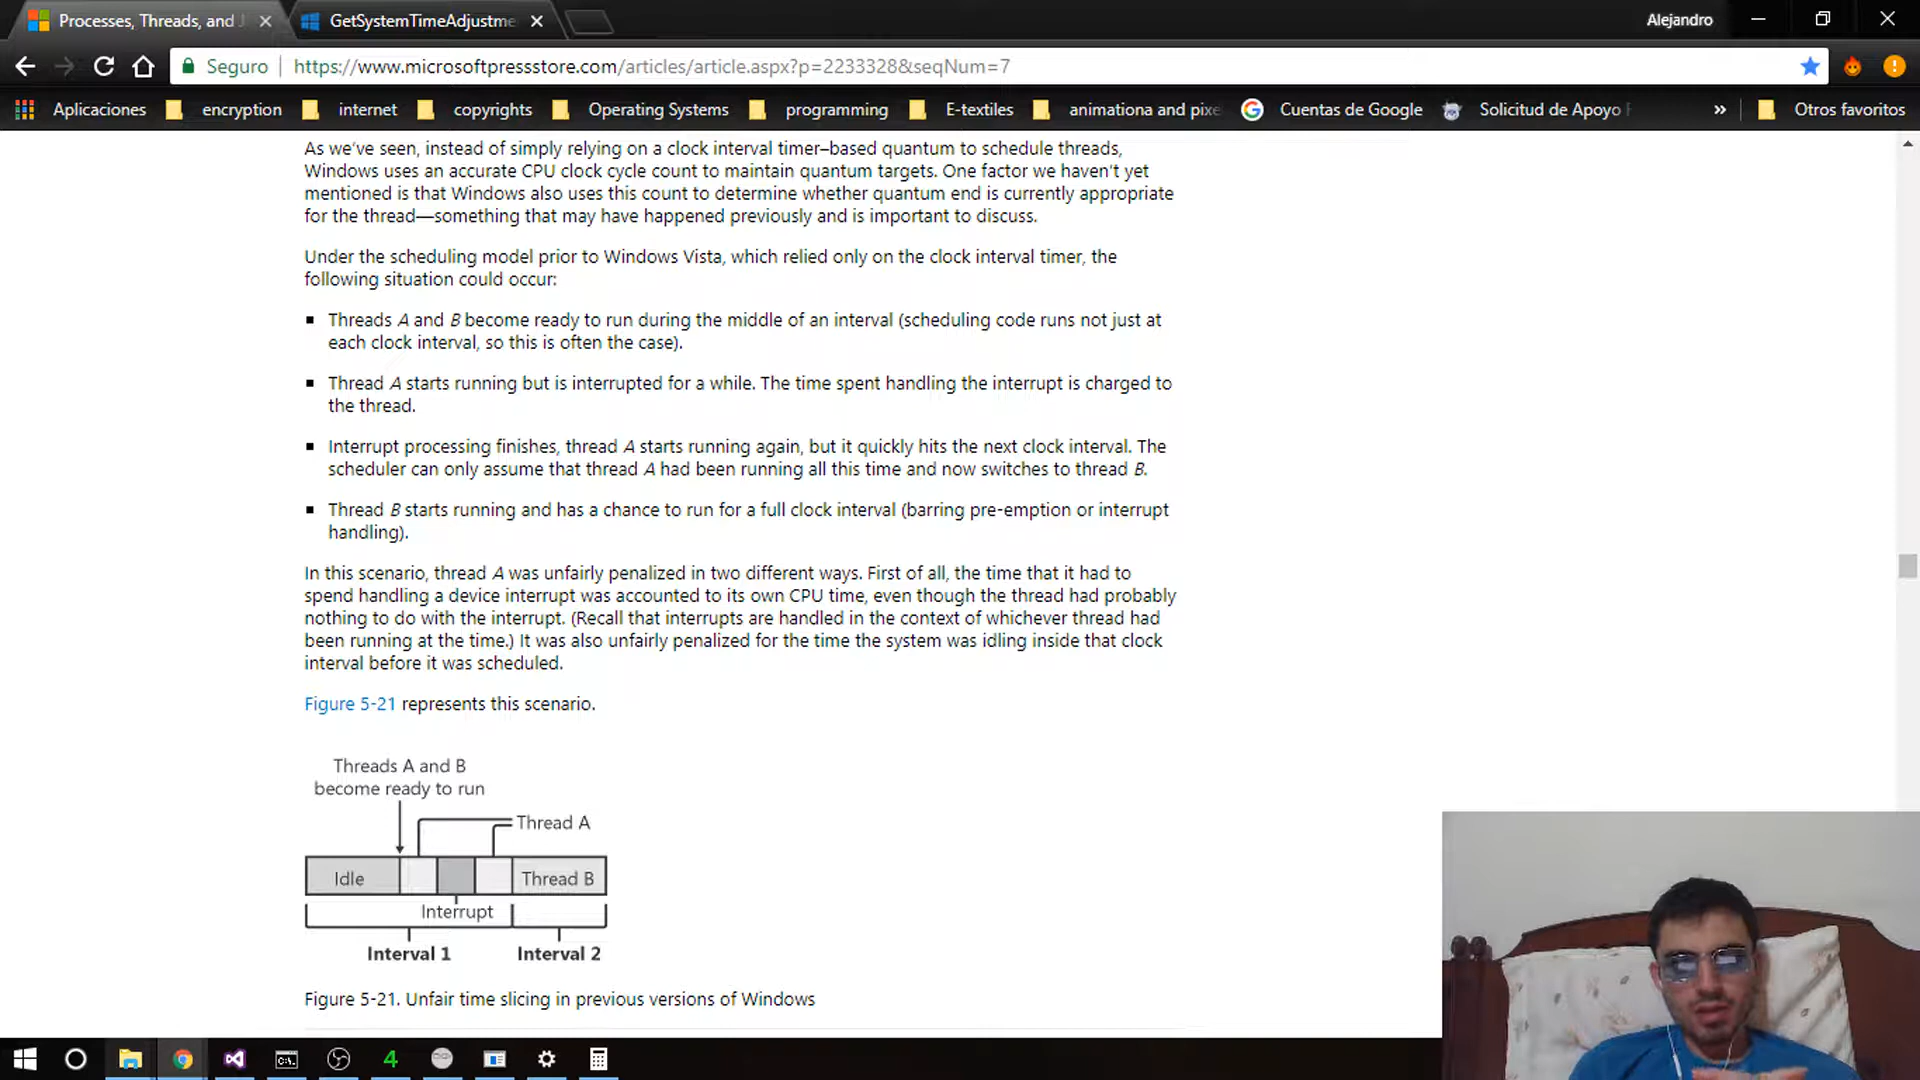 Processes, Threads, and J
GetSystemTimeAdjustme
Alejandro
Seguro
https://www.microsoftpressstore.com/articles/article.aspx?p=2233328&seqNum=7
Aplicaciones encryption internet copyrights Operating Systems programming E-textiles animationa and pixe Cuentas de Google Solicitud de Apoyo » Otros favoritos
As we've seen, instead of simply relying on a clock interval timer–based quantum to schedule threads,
Windows uses an accurate CPU clock cycle count to maintain quantum targets. One factor we haven't yet
mentioned is that Windows also uses this count to determine whether quantum end is currently appropriate
for the thread—something that may have happened previously and is important to discuss.
Under the scheduling model prior to Windows Vista, which relied only on the clock interval timer, the
following situation could occur:
Threads A and B become ready to run during the middle of an interval (scheduling code runs not just at
each clock interval, so this is often the case).
Thread A starts running but is interrupted for a while. The time spent handling the interrupt is charged to
the thread.
Interrupt processing finishes, thread A starts running again, but it quickly hits the next clock interval. The
scheduler can only assume that thread A had been running all this time and now switches to thread B.
Thread B starts running and has a chance to run for a full clock interval (barring pre-emption or interrupt
handling).
In this scenario, thread A was unfairly penalized in two different ways. First of all, the time that it had to
spend handling a device interrupt was accounted to its own CPU time, even though the thread had probably
nothing to do with the interrupt. (Recall that interrupts are handled in the context of whichever thread had
been running at the time.) It was also unfairly penalized for the time the system was idling inside that clock
interval before it was scheduled.
Figure 5-21 represents this scenario.
Threads A and B
become ready to run
Thread A
Idle
Thread B
Interrupt
Interval 1
Interval 2
Figure 5-21. Unfair time slicing in previous versions of Windows
C:\
4